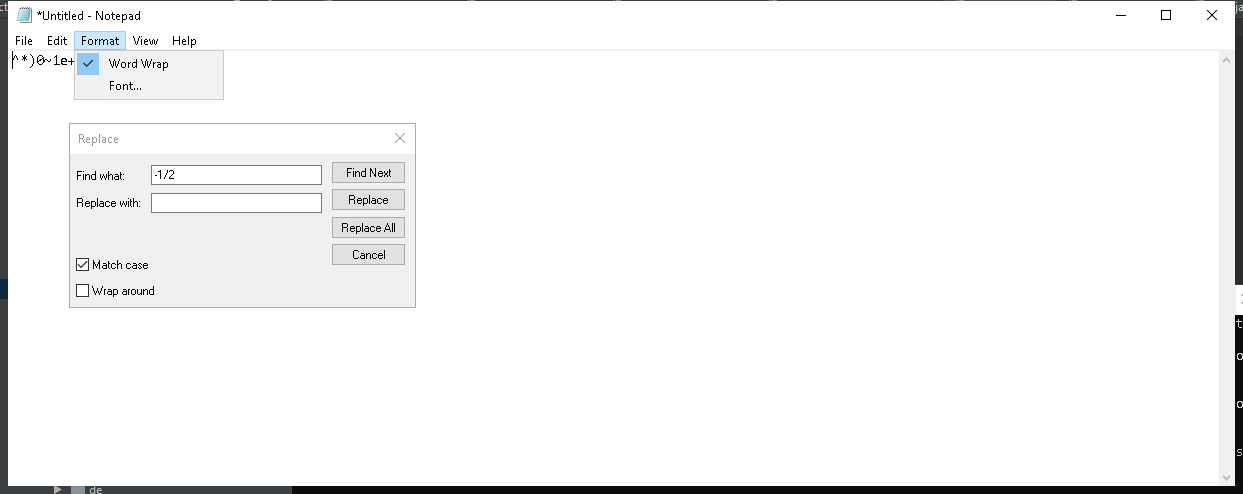 *Untitled - Notepad
File Edit Format View Help
^*)0~1e+
Word Wrap
Font...
Replace
Find what: -1/2 Find Next
Replace with: Replace
Replace All
Cancel
Match case
Wrap around
t
o
o
s
de